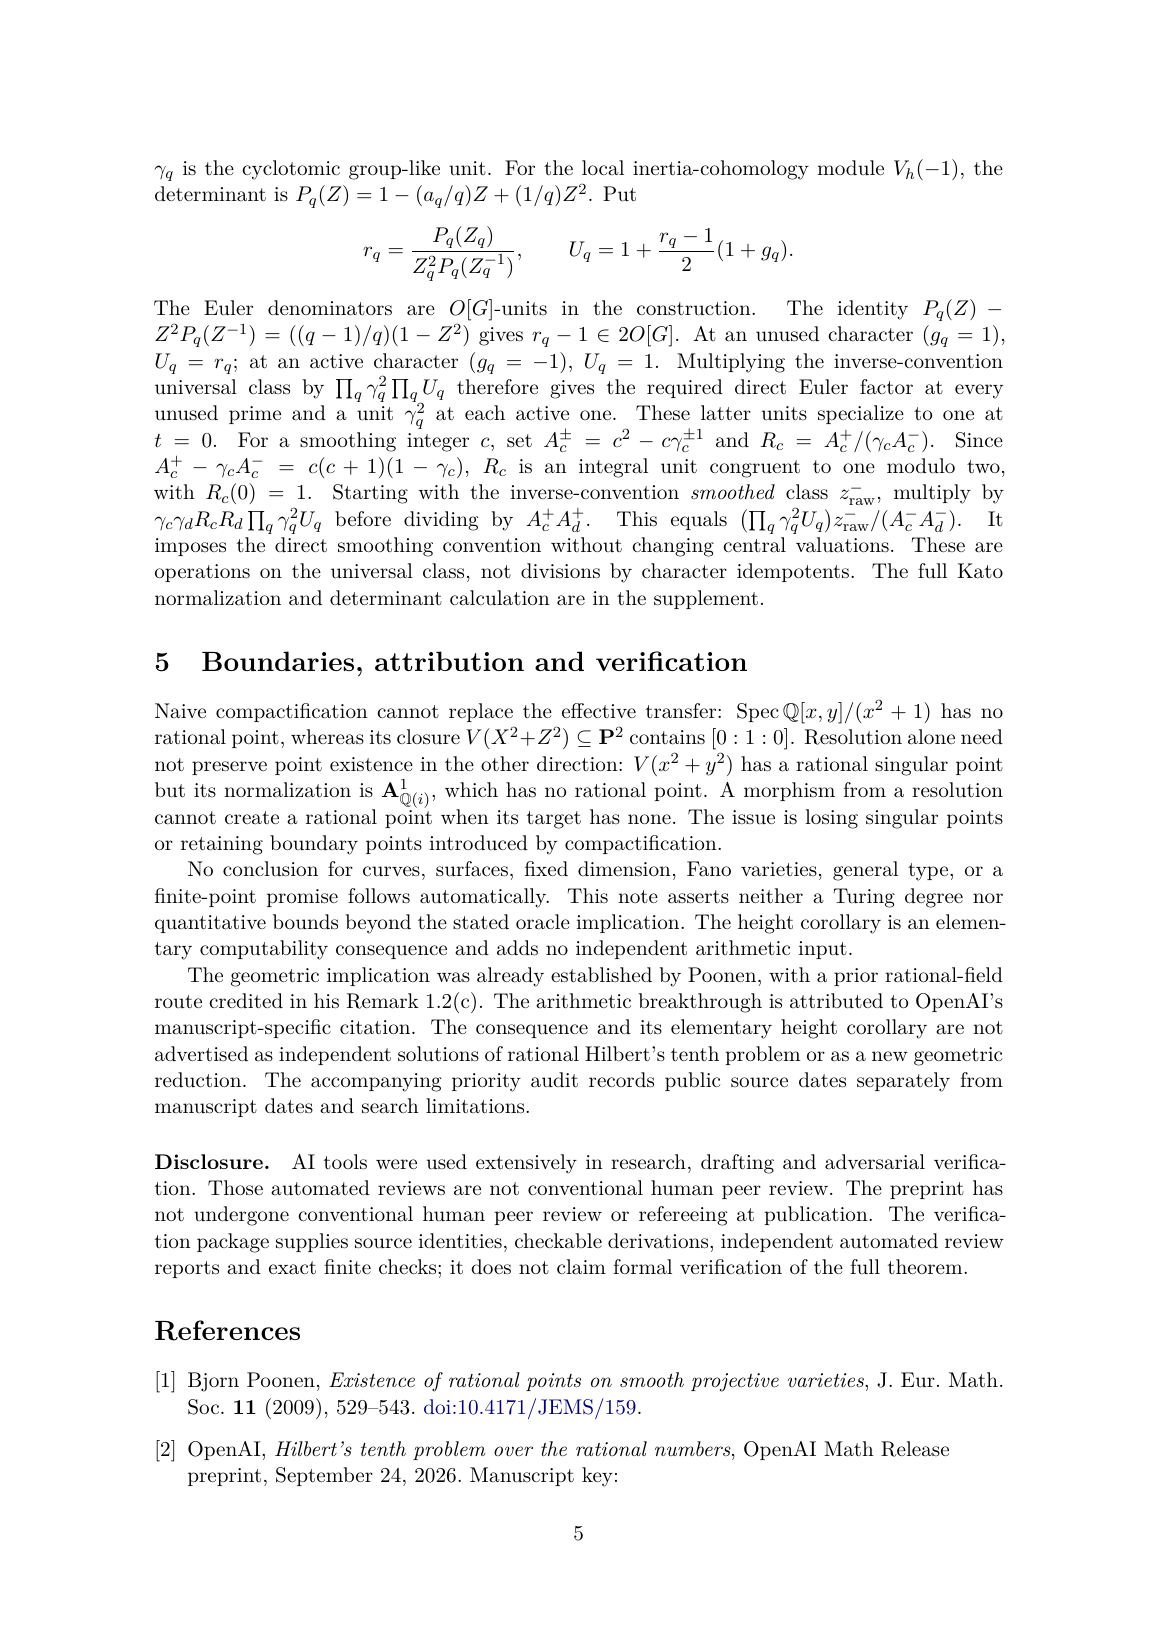 γ_q is the cyclotomic group-like unit. For the local inertia-cohomology module V_h(−1), the
determinant is P_q(Z) = 1 − (a_q/q)Z + (1/q)Z². Put
r_q = P_q(Z_q) / (Z_q² P_q(Z_q⁻¹)), U_q = 1 + (r_q − 1)/2 (1 + g_q).
The Euler denominators are O[G]-units in the construction. The identity P_q(Z) −
Z²P_q(Z⁻¹) = ((q − 1)/q)(1 − Z²) gives r_q − 1 ∈ 2O[G]. At an unused character (g_q = 1),
U_q = r_q; at an active character (g_q = −1), U_q = 1. Multiplying the inverse-convention
universal class by ∏_q γ_q² ∏_q U_q therefore gives the required direct Euler factor at every
unused prime and a unit γ_q² at each active one. These latter units specialize to one at
t = 0. For a smoothing integer c, set A_c^± = c² − cγ_c^{±1} and R_c = A_c^+/(γ_c A_c^−). Since
A_c^+ − γ_c A_c^− = c(c + 1)(1 − γ_c), R_c is an integral unit congruent to one modulo two,
with R_c(0) = 1. Starting with the inverse-convention smoothed class z_raw^−, multiply by
γ_c γ_d R_c R_d ∏_q γ_q² U_q before dividing by A_c^+ A_d^+. This equals (∏_q γ_q² U_q) z_raw^−/(A_c^− A_d^−). It
imposes the direct smoothing convention without changing central valuations. These are
operations on the universal class, not divisions by character idempotents. The full Kato
normalization and determinant calculation are in the supplement.
5 Boundaries, attribution and verification
Naive compactification cannot replace the effective transfer: Spec ℚ[x, y]/(x² + 1) has no
rational point, whereas its closure V(X²+Z²) ⊆ P² contains [0 : 1 : 0]. Resolution alone need
not preserve point existence in the other direction: V(x² + y²) has a rational singular point
but its normalization is A¹_{ℚ(i)}, which has no rational point. A morphism from a resolution
cannot create a rational point when its target has none. The issue is losing singular points
or retaining boundary points introduced by compactification.
No conclusion for curves, surfaces, fixed dimension, Fano varieties, general type, or a
finite-point promise follows automatically. This note asserts neither a Turing degree nor
quantitative bounds beyond the stated oracle implication. The height corollary is an elemen-
tary computability consequence and adds no independent arithmetic input.
The geometric implication was already established by Poonen, with a prior rational-field
route credited in his Remark 1.2(c). The arithmetic breakthrough is attributed to OpenAI's
manuscript-specific citation. The consequence and its elementary height corollary are not
advertised as independent solutions of rational Hilbert's tenth problem or as a new geometric
reduction. The accompanying priority audit records public source dates separately from
manuscript dates and search limitations.
Disclosure. AI tools were used extensively in research, drafting and adversarial verifica-
tion. Those automated reviews are not conventional human peer review. The preprint has
not undergone conventional human peer review or refereeing at publication. The verifica-
tion package supplies source identities, checkable derivations, independent automated review
reports and exact finite checks; it does not claim formal verification of the full theorem.
References
[1] Bjorn Poonen, Existence of rational points on smooth projective varieties, J. Eur. Math.
Soc. 11 (2009), 529–543. doi:10.4171/JEMS/159.
[2] OpenAI, Hilbert's tenth problem over the rational numbers, OpenAI Math Release
preprint, September 24, 2026. Manuscript key:
5